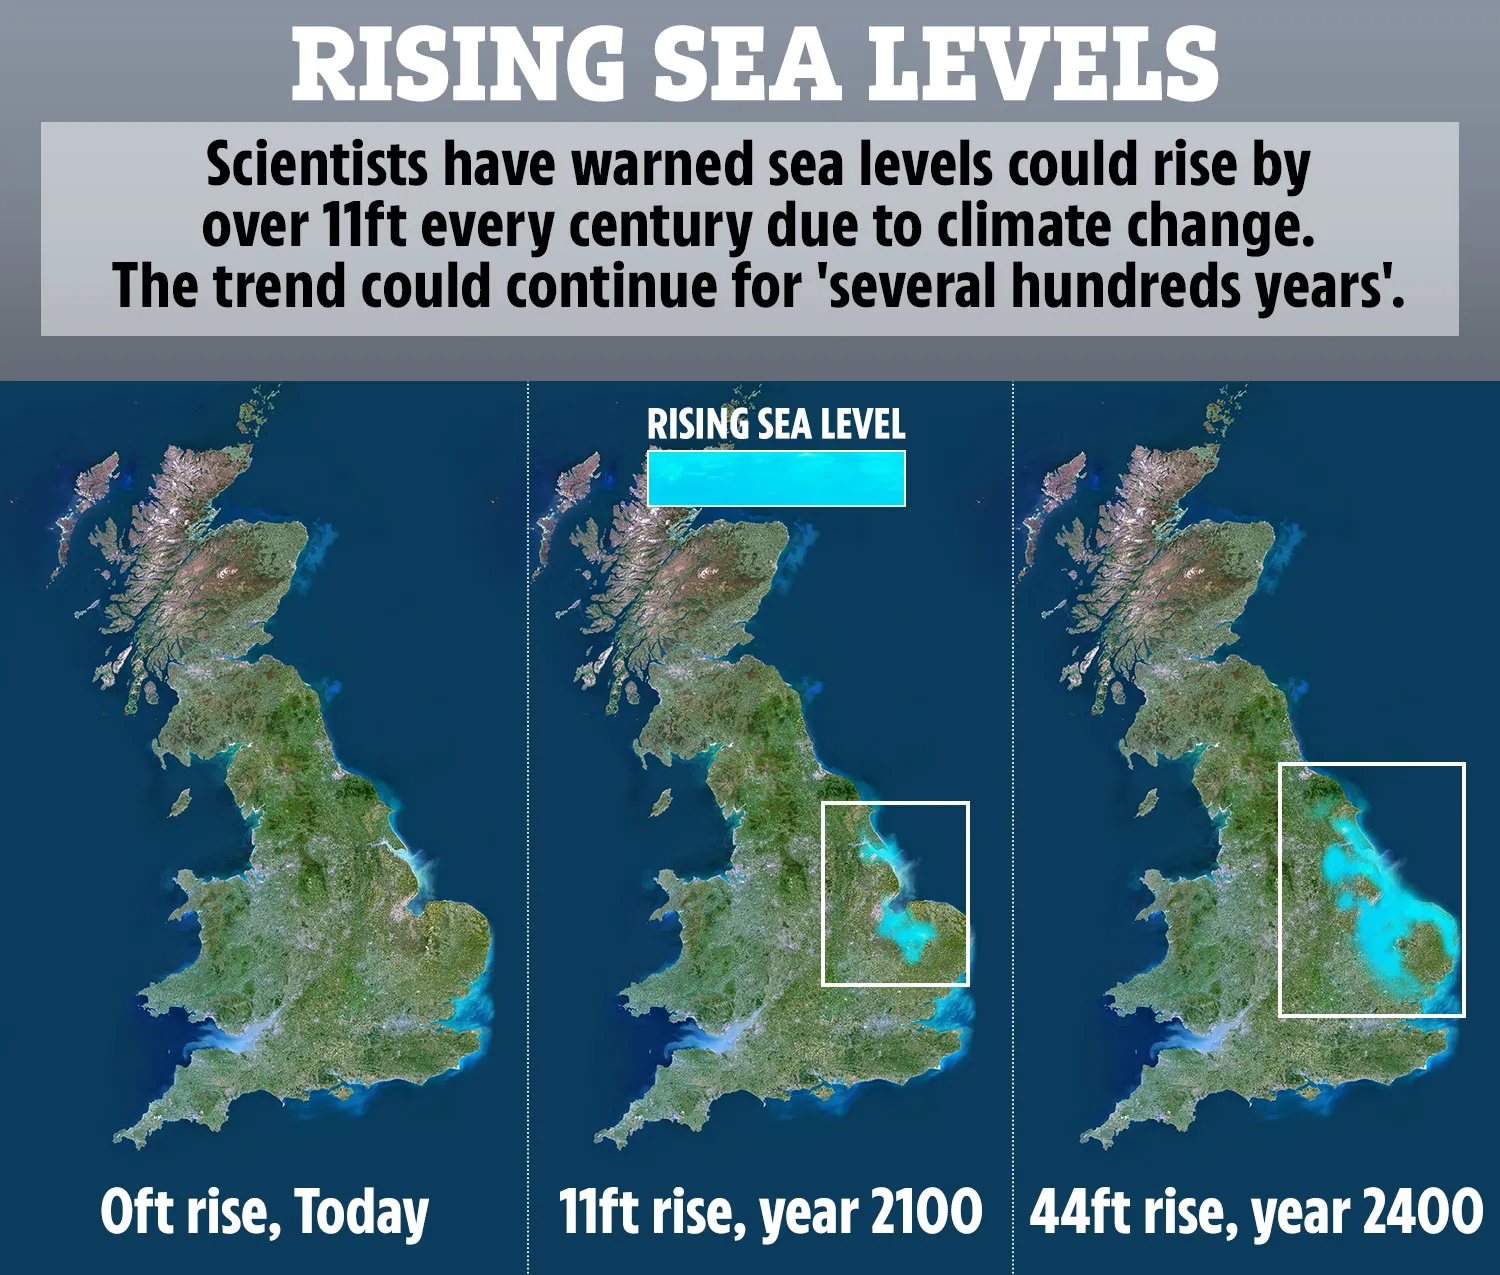 RISING SEA LEVELS
Scientists have warned sea levels could rise by
over 11ft every century due to climate change.
The trend could continue for 'several hundreds years'.
RISING SEA LEVEL
0ft rise, Today
11ft rise, year 2100
44ft rise, year 2400